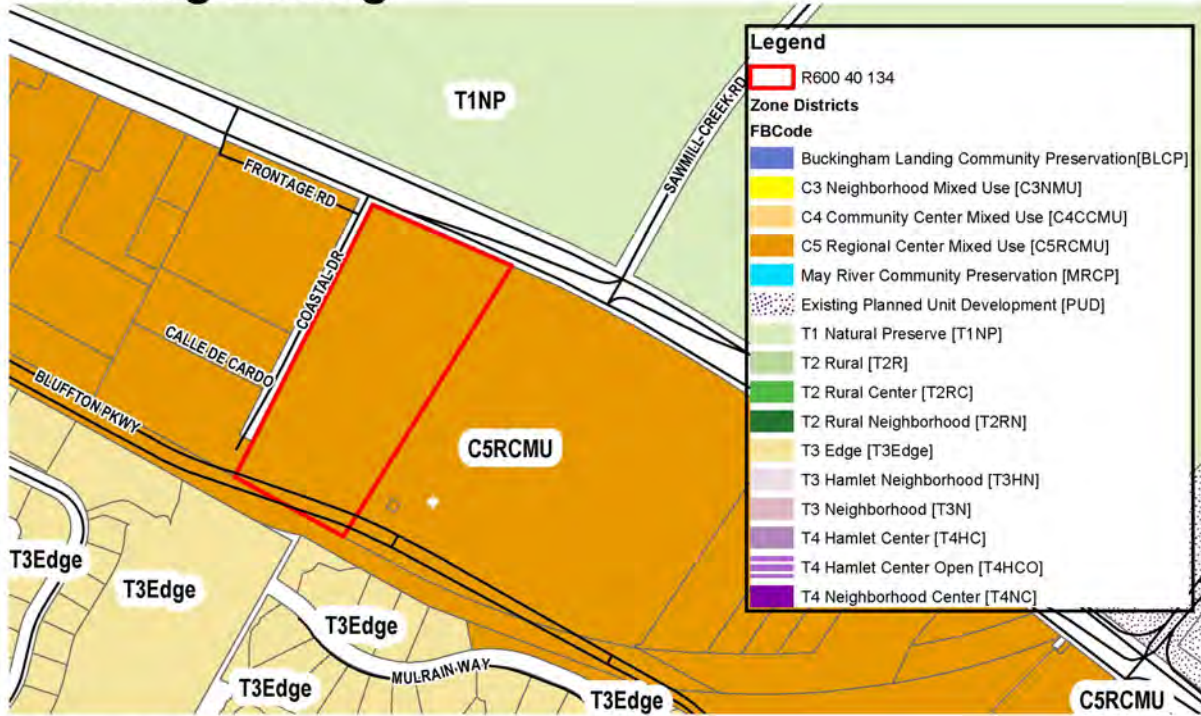 T1NP
SAWMILL CREEK RD
FRONTAGE RD
COASTAL DR
CALLE DE CARDO
BLUFFTON PKWY
C5RCMU
T3Edge
T3Edge
T3Edge
MULRAIN WAY
T3Edge
T3Edge
C5RCMU
Legend
R600 40 134
Zone Districts
FBCode
Buckingham Landing Community Preservation[BLCP]
C3 Neighborhood Mixed Use [C3NMU]
C4 Community Center Mixed Use [C4CCMU]
C5 Regional Center Mixed Use [C5RCMU]
May River Community Preservation [MRCP]
Existing Planned Unit Development [PUD]
T1 Natural Preserve [T1NP]
T2 Rural [T2R]
T2 Rural Center [T2RC]
T2 Rural Neighborhood [T2RN]
T3 Edge [T3Edge]
T3 Hamlet Neighborhood [T3HN]
T3 Neighborhood [T3N]
T4 Hamlet Center [T4HC]
T4 Hamlet Center Open [T4HCO]
T4 Neighborhood Center [T4NC]